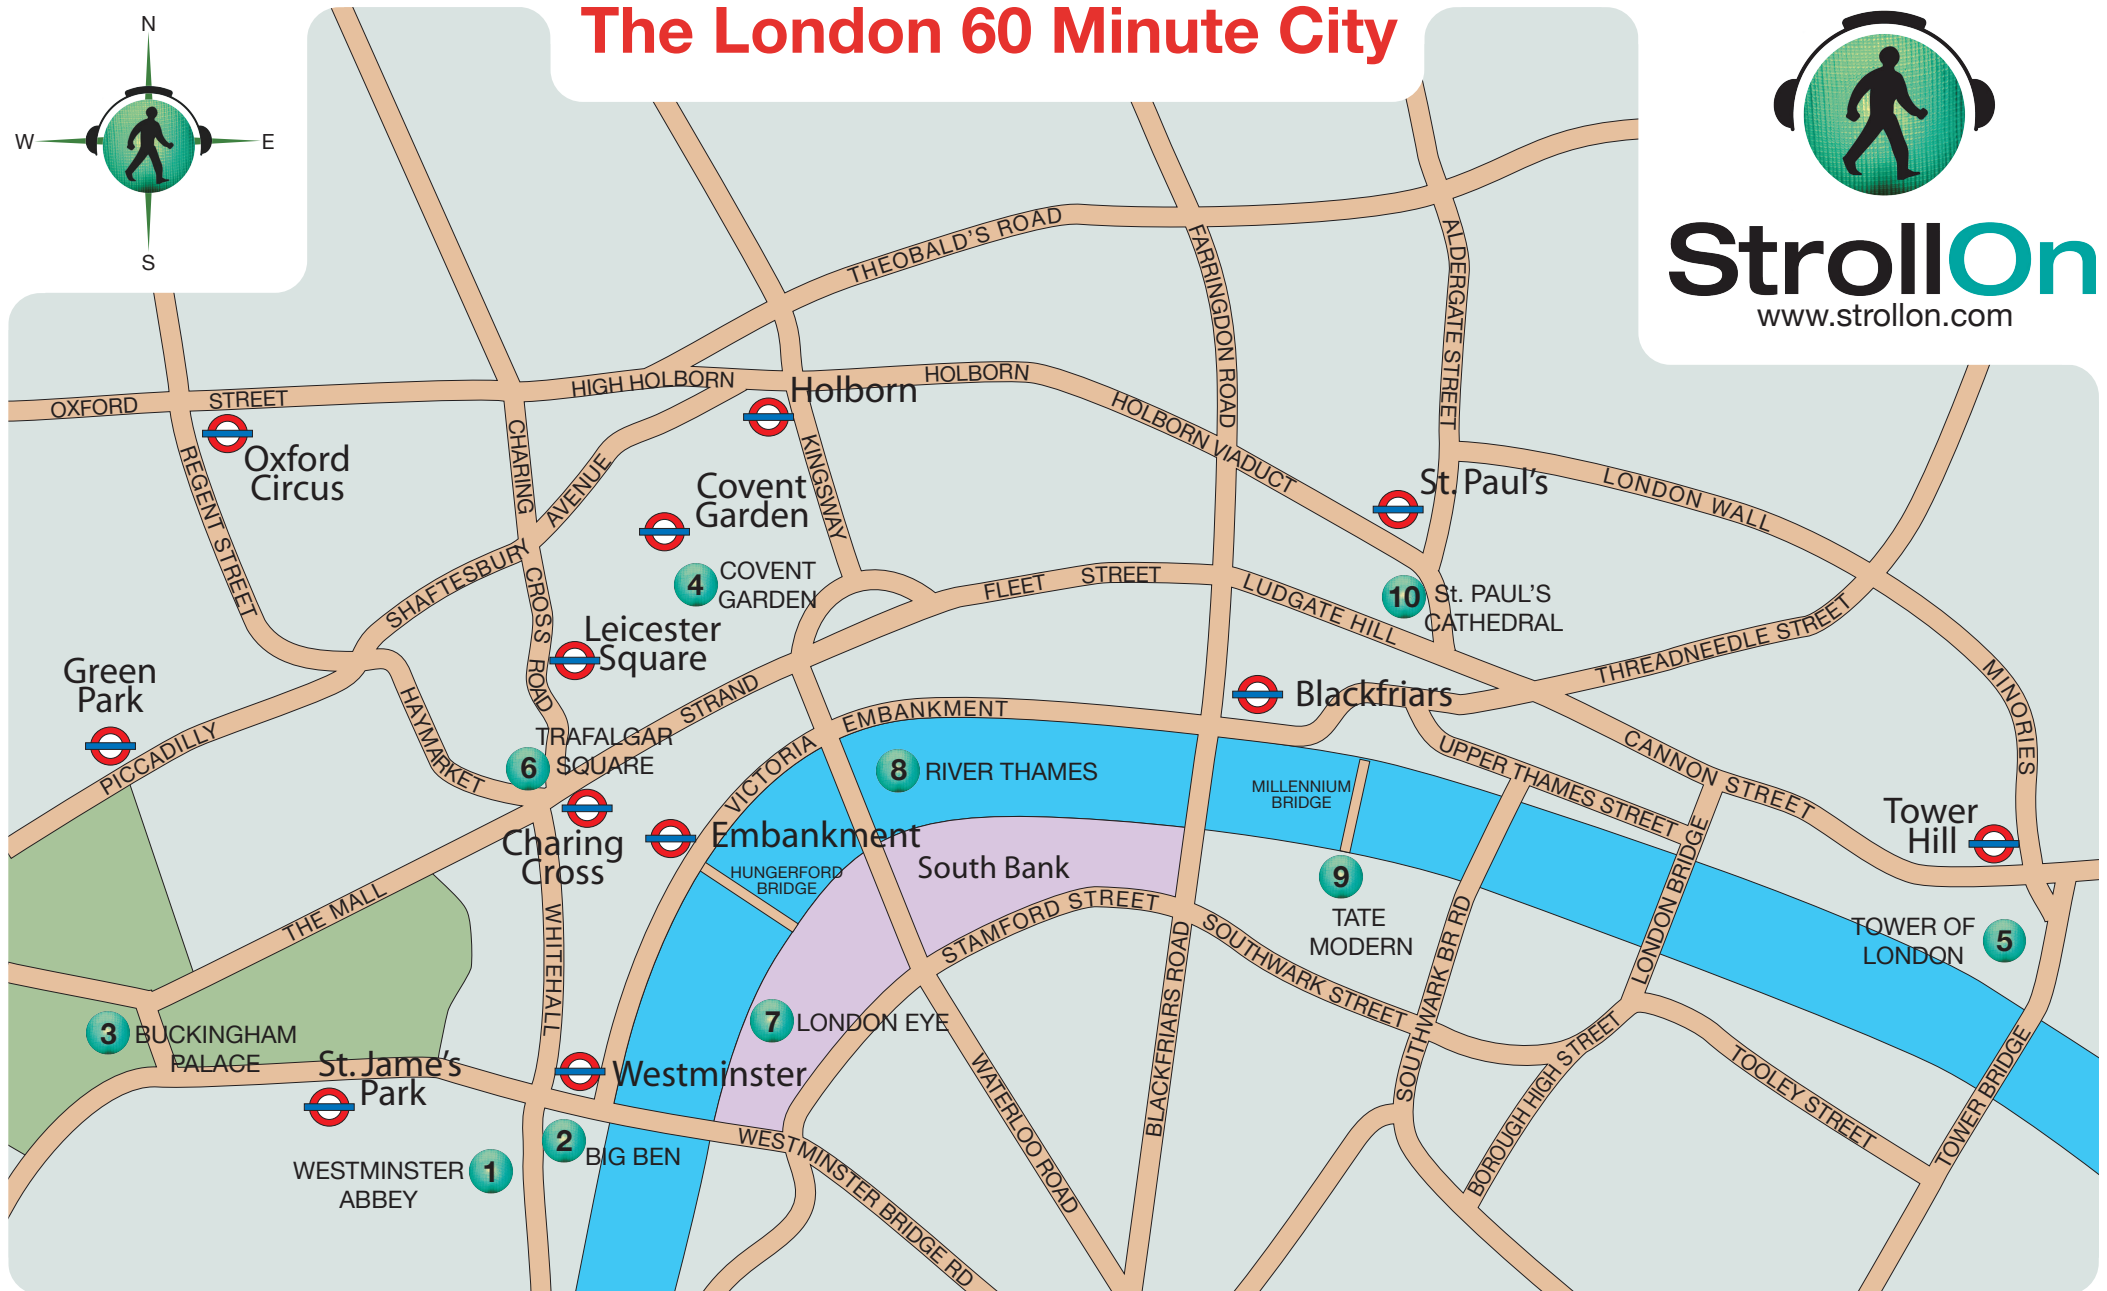 The London 60 Minute City
N
W
E
S
StrollOn
www.strollon.com
THEOBALD'S ROAD
FARRINGDON ROAD
ALDERGATE STREET
OXFORD STREET
HIGH HOLBORN
HOLBORN
Holborn
HOLBORN VIADUCT
Oxford
Circus
REGENT STREET
CHARING CROSS ROAD
SHAFTESBURY AVENUE
KINGSWAY
Covent
Garden
4
COVENT
GARDEN
St. Paul's
LONDON WALL
FLEET STREET
LUDGATE HILL
10
St. PAUL'S
CATHEDRAL
THREADNEEDLE STREET
Leicester
Square
Green
Park
PICCADILLY
HAYMARKET
STRAND
Blackfriars
MINORIES
6
TRAFALGAR
SQUARE
VICTORIA EMBANKMENT
8
RIVER THAMES
MILLENNIUM
BRIDGE
UPPER THAMES STREET
CANNON STREET
Charing
Cross
Embankment
HUNGERFORD
BRIDGE
South Bank
Tower
Hill
9
TATE
MODERN
THE MALL
WHITEHALL
STAMFORD STREET
SOUTHWARK STREET
SOUTHWARK BR RD
LONDON BRIDGE
TOWER OF
LONDON
5
3
BUCKINGHAM
PALACE
7
LONDON EYE
St. Jame's
Park
Westminster
WATERLOO ROAD
BLACKFRIARS ROAD
BOROUGH HIGH STREET
TOOLEY STREET
TOWER BRIDGE
2
BIG BEN
1
WESTMINSTER
ABBEY
WESTMINSTER BRIDGE RD